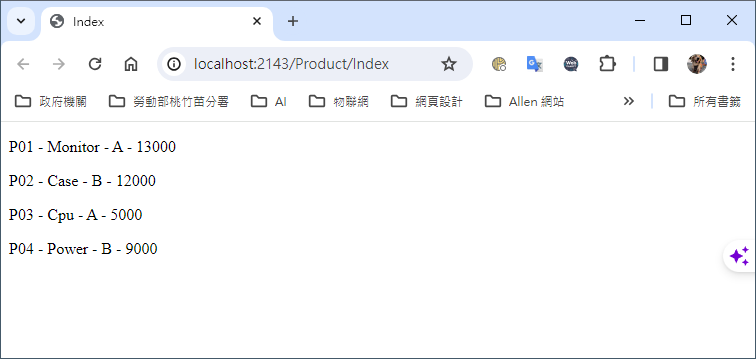 Index
localhost:2143/Product/Index
政府機關 勞動部桃竹苗分署 AI 物聯網 網頁設計 Allen 網站 所有書籤
P01 - Monitor - A - 13000
P02 - Case - B - 12000
P03 - Cpu - A - 5000
P04 - Power - B - 9000